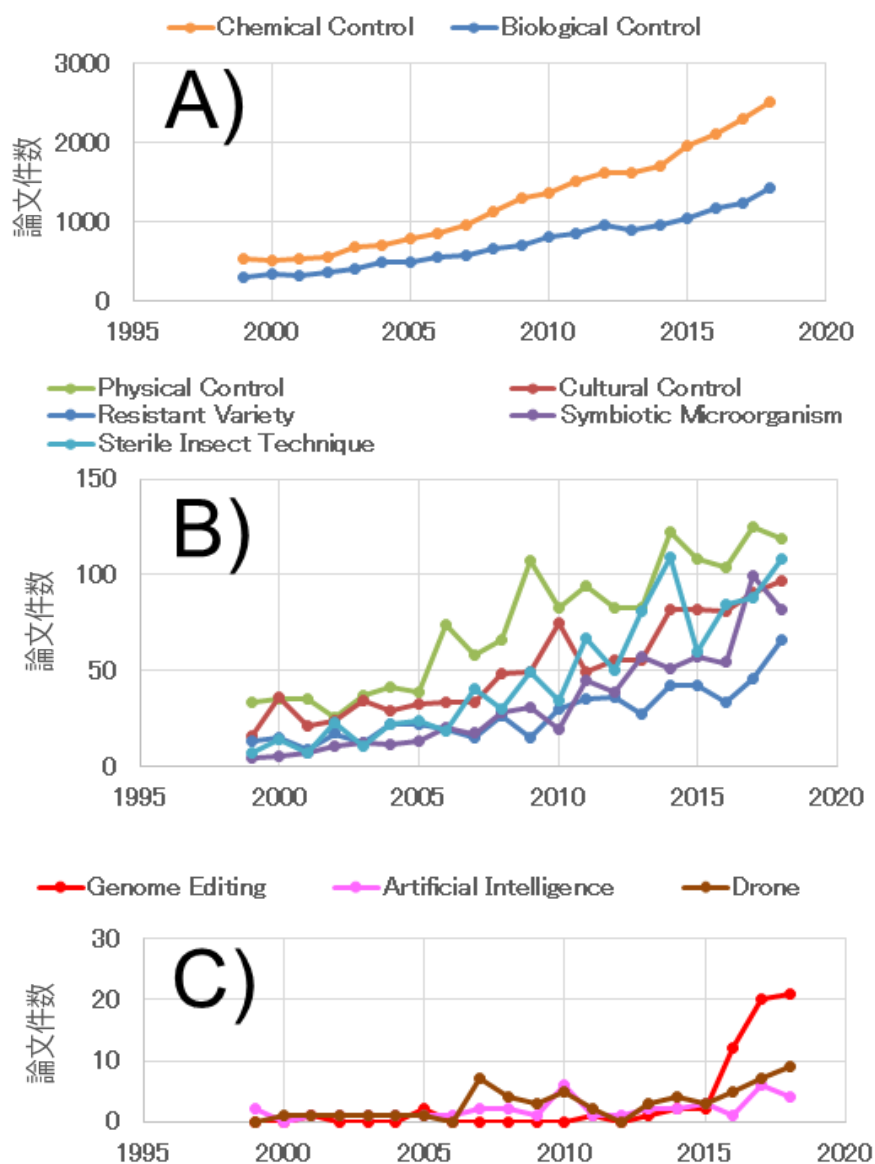 Chemical Control Biological Control
A)
論文件数
3000
2000
1000
0
1995 2000 2005 2010 2015 2020
Physical Control Cultural Control
Resistant Variety Symbiotic Microorganism
Sterile Insect Technique
B)
論文件数
150
100
50
0
1995 2000 2005 2010 2015 2020
Genome Editing Artificial Intelligence Drone
C)
論文件数
30
20
10
0
1995 2000 2005 2010 2015 2020